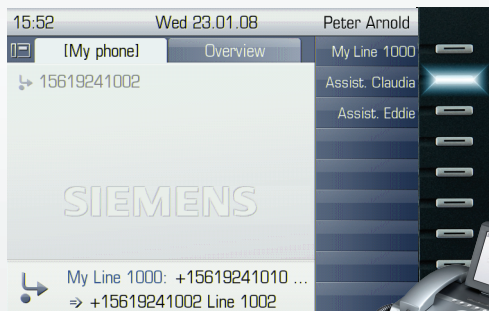 15:52 Wed 23.01.08 Peter Arnold
[My phone] Overview
My Line 1000
15619241002
Assist. Claudia
Assist. Eddie
SIEMENS
My Line 1000: +15619241010 ...
⇒ +15619241002 Line 1002